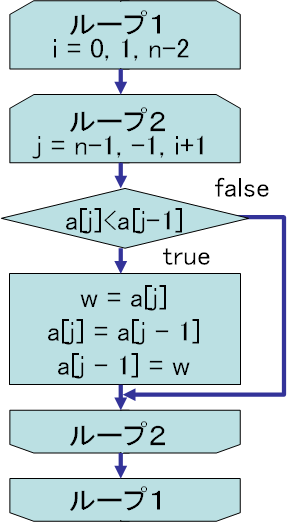 ループ1
i = 0, 1, n-2
ループ2
j = n-1, -1, i+1
a[j]<a[j-1]
false
true
w = a[j]
a[j] = a[j - 1]
a[j - 1] = w
ループ2
ループ1